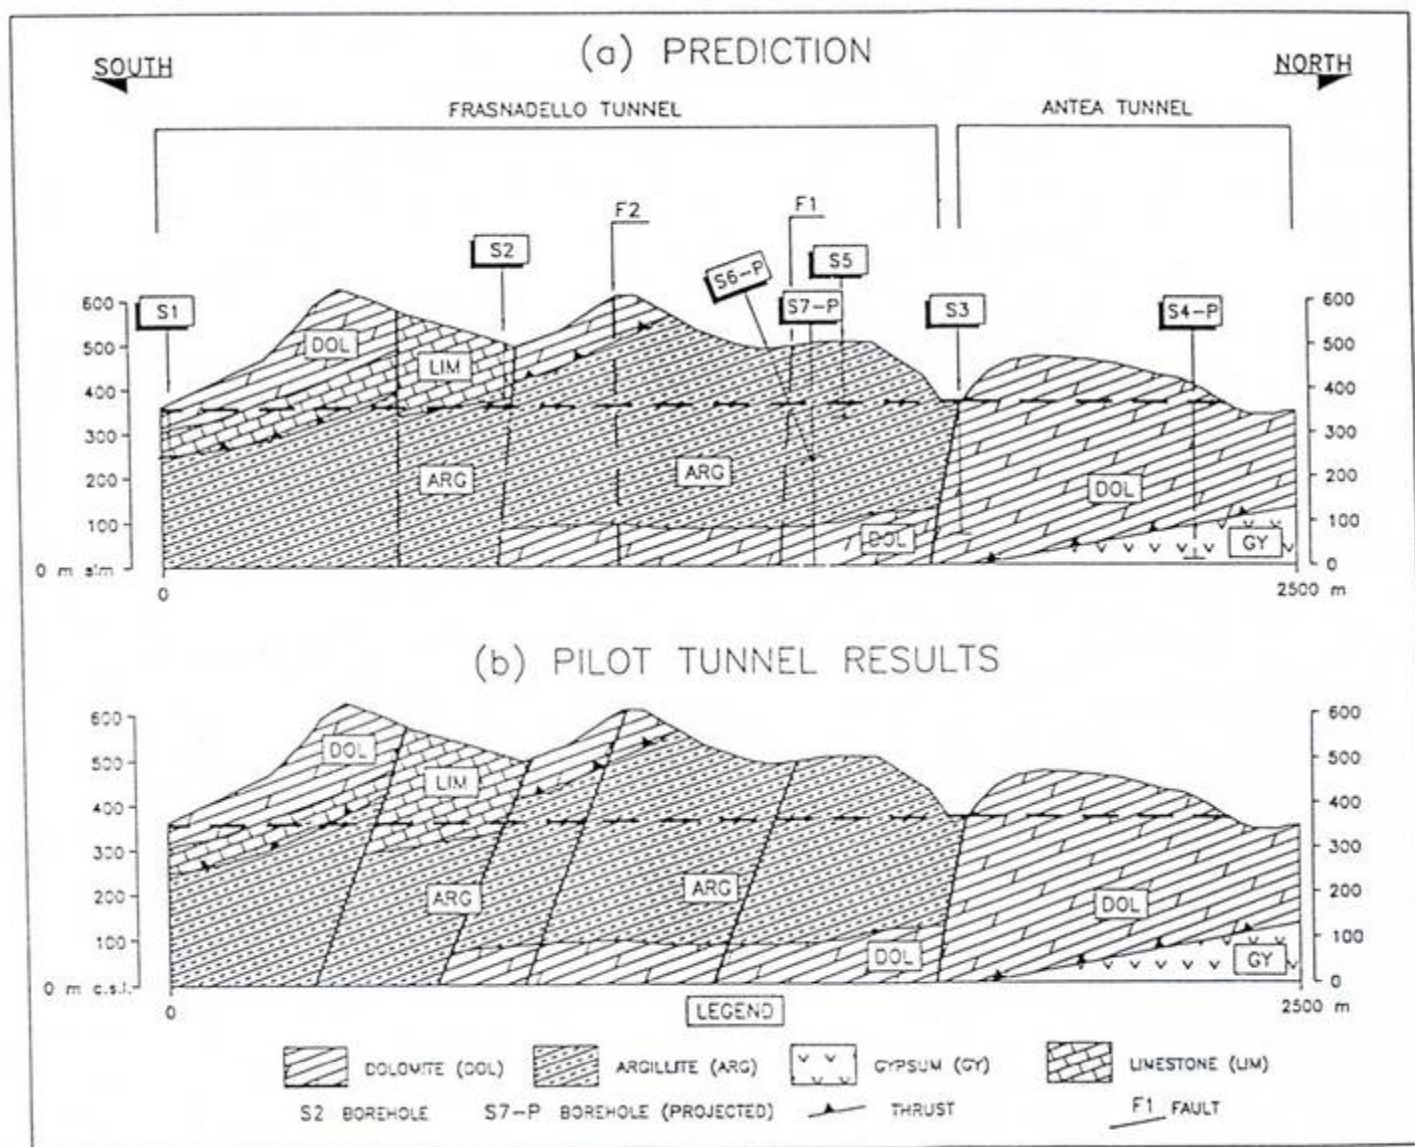 (a) PREDICTION
SOUTH
NORTH
FRASNADELLO TUNNEL
ANTEA TUNNEL
F2
F1
S2
S6-P
S5
S1
S7-P
S3
S4-P
600
500
400
300
200
100
0 m slm
600
500
400
300
200
100
0
DOL
LIM
ARG
ARG
DOL
DOL
GY
0
2500 m
(b) PILOT TUNNEL RESULTS
600
500
400
300
200
100
0 m c.s.l.
600
500
400
300
200
100
0
DOL
LIM
ARG
ARG
DOL
DOL
GY
0
2500 m
LEGEND
DOLOMITE (DOL)
ARGILLITE (ARG)
GYPSUM (GY)
LIMESTONE (LIM)
S2 BOREHOLE
S7-P BOREHOLE (PROJECTED)
THRUST
F1 FAULT